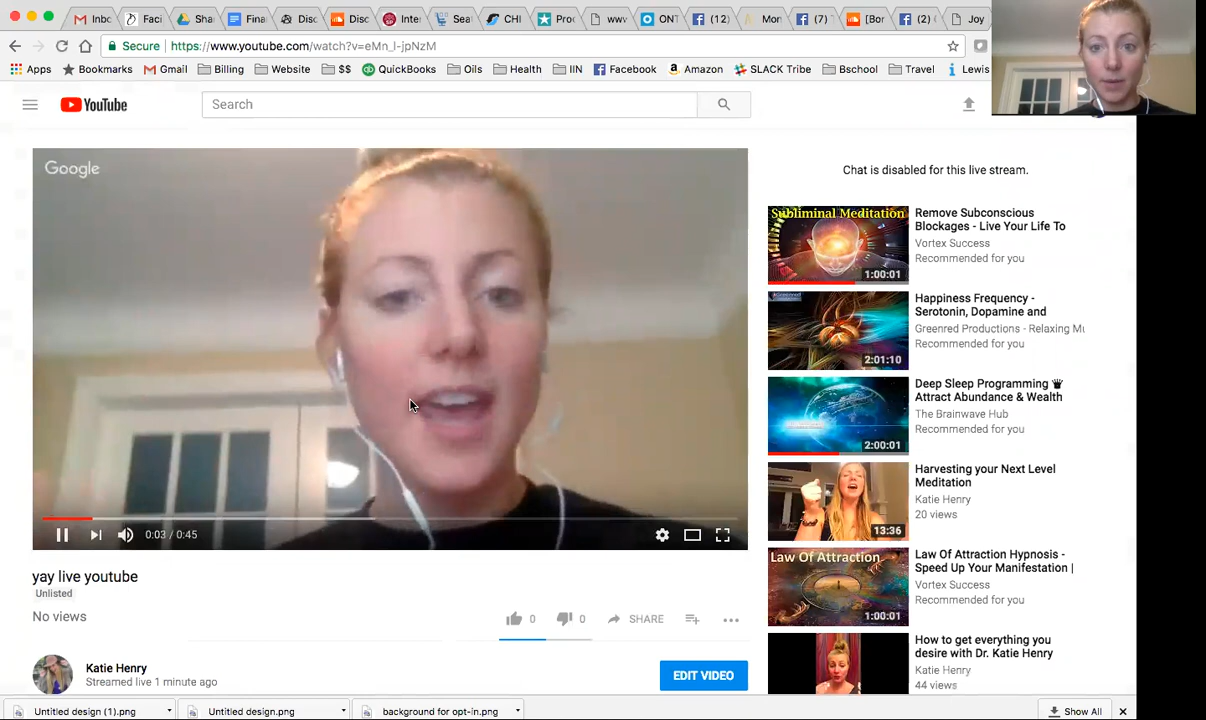 Inbo
Faci
Sha
Fina
Disc
Disc
Inte
Seat
CHI
Proc
www
ONT
(12)
Mon
(7)
[Bor
(2)
Joy
Secure
https://www.youtube.com/watch?v=eMn_l-jpNzM
Apps
Bookmarks
Gmail
Billing
Website
$$
QuickBooks
Oils
Health
IIN
Facebook
Amazon
SLACK Tribe
Bschool
Travel
Lewis
YouTube
Search
Google
Chat is disabled for this live stream.
Subliminal Meditation
1:00:01
Remove Subconscious
Blockages - Live Your Life To
Vortex Success
Recommended for you
2:01:10
Happiness Frequency -
Serotonin, Dopamine and
Greenred Productions - Relaxing
Recommended for you
2:00:01
Deep Sleep Programming ♛
Attract Abundance & Wealth
The Brainwave Hub
Recommended for you
13:36
Harvesting your Next Level
Meditation
Katie Henry
20 views
Law Of Attraction
1:00:01
Law Of Attraction Hypnosis -
Speed Up Your Manifestation |
Vortex Success
Recommended for you
How to get everything you
desire with Dr. Katie Henry
Katie Henry
44 views
0:03 / 0:45
yay live youtube
Unlisted
No views
0
0
SHARE
Katie Henry
Streamed live 1 minute ago
EDIT VIDEO
Untitled design (1).png
Untitled design.png
background for opt-in.png
Show All